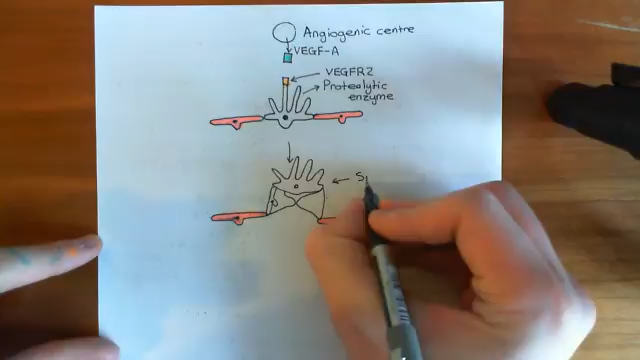 Angiogenic centre
VEGF-A
VEGFR2
Proteolytic
enzyme